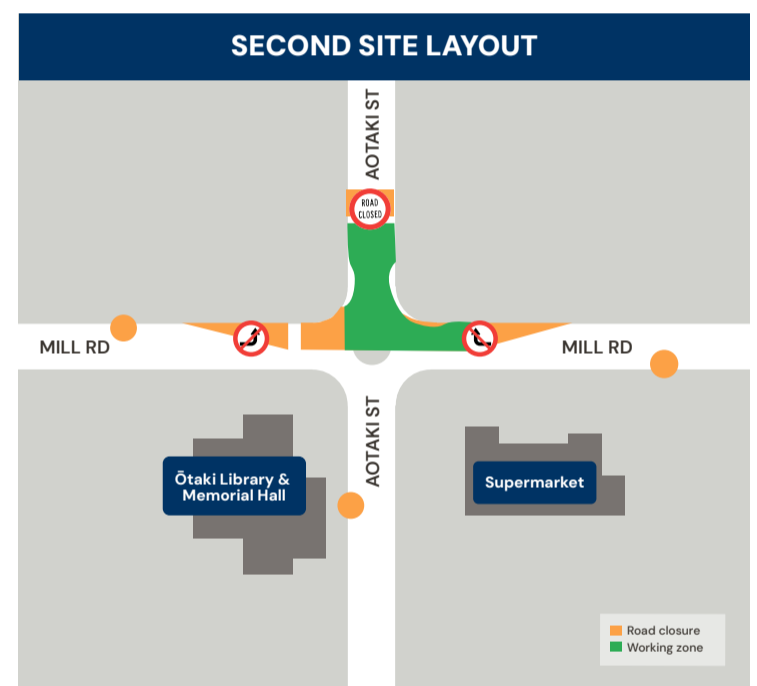 SECOND SITE LAYOUT
AOTAKI ST
ROAD
CLOSED
MILL RD
MILL RD
AOTAKI ST
Ōtaki Library &
Memorial Hall
Supermarket
Road closure
Working zone